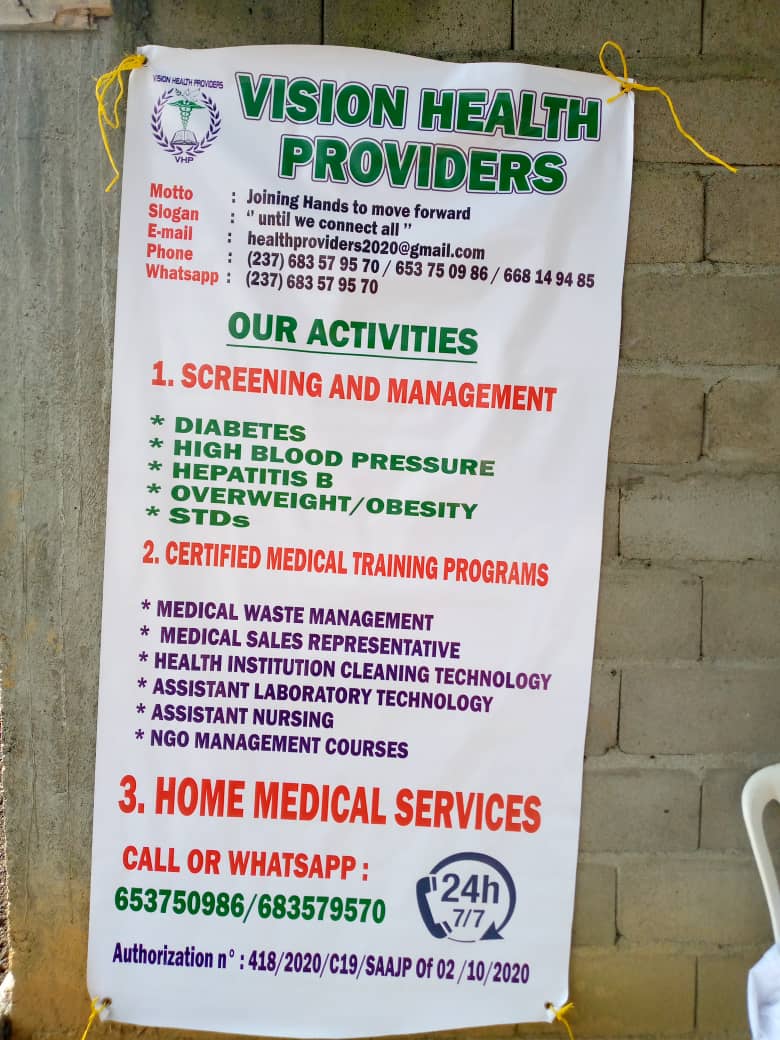 VISION HEALTH PROVIDERS
VHP
VISION HEALTH
PROVIDERS
Motto : Joining Hands to move forward
Slogan : “ until we connect all ”
E-mail : healthproviders2020@gmail.com
Phone : (237) 683 57 95 70 / 653 75 09 86 / 668 14 94 85
Whatsapp : (237) 683 57 95 70
OUR ACTIVITIES
1. SCREENING AND MANAGEMENT
* DIABETES
* HIGH BLOOD PRESSURE
* HEPATITIS B
* OVERWEIGHT/OBESITY
* STDs
2. CERTIFIED MEDICAL TRAINING PROGRAMS
* MEDICAL WASTE MANAGEMENT
* MEDICAL SALES REPRESENTATIVE
* HEALTH INSTITUTION CLEANING TECHNOLOGY
* ASSISTANT LABORATORY TECHNOLOGY
* ASSISTANT NURSING
* NGO MANAGEMENT COURSES
3. HOME MEDICAL SERVICES
CALL OR WHATSAPP :
653750986/683579570
24h
7/7
Authorization n° : 418/2020/C19/SAAJP Of 02 /10/2020